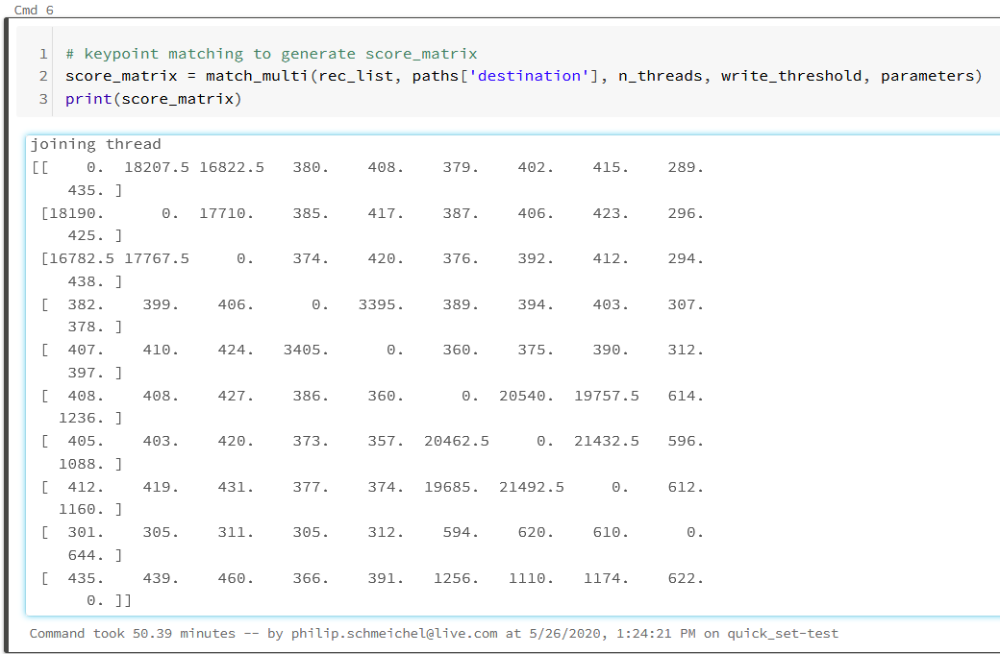 Cmd 6
1 # keypoint matching to generate score_matrix
2 score_matrix = match_multi(rec_list, paths['destination'], n_threads, write_threshold, parameters)
3 print(score_matrix)
joining thread
[[    0.  18207.5 16822.5   380.    408.    379.    402.    415.    289.
    435. ]
 [18190.      0.  17710.    385.    417.    387.    406.    423.    296.
    425. ]
 [16782.5 17767.5     0.    374.    420.    376.    392.    412.    294.
    438. ]
 [  382.    399.    406.      0.   3395.    389.    394.    403.    307.
    378. ]
 [  407.    410.    424.   3405.      0.    360.    375.    390.    312.
    397. ]
 [  408.    408.    427.    386.    360.      0.  20540.  19757.5   614.
   1236. ]
 [  405.    403.    420.    373.    357.  20462.5     0.  21432.5   596.
   1088. ]
 [  412.    419.    431.    377.    374.  19685.  21492.5     0.    612.
   1160. ]
 [  301.    305.    311.    305.    312.    594.    620.    610.      0.
    644. ]
 [  435.    439.    460.    366.    391.   1256.   1110.   1174.    622.
      0. ]]
Command took 50.39 minutes -- by philip.schmeichel@live.com at 5/26/2020, 1:24:21 PM on quick_set-test